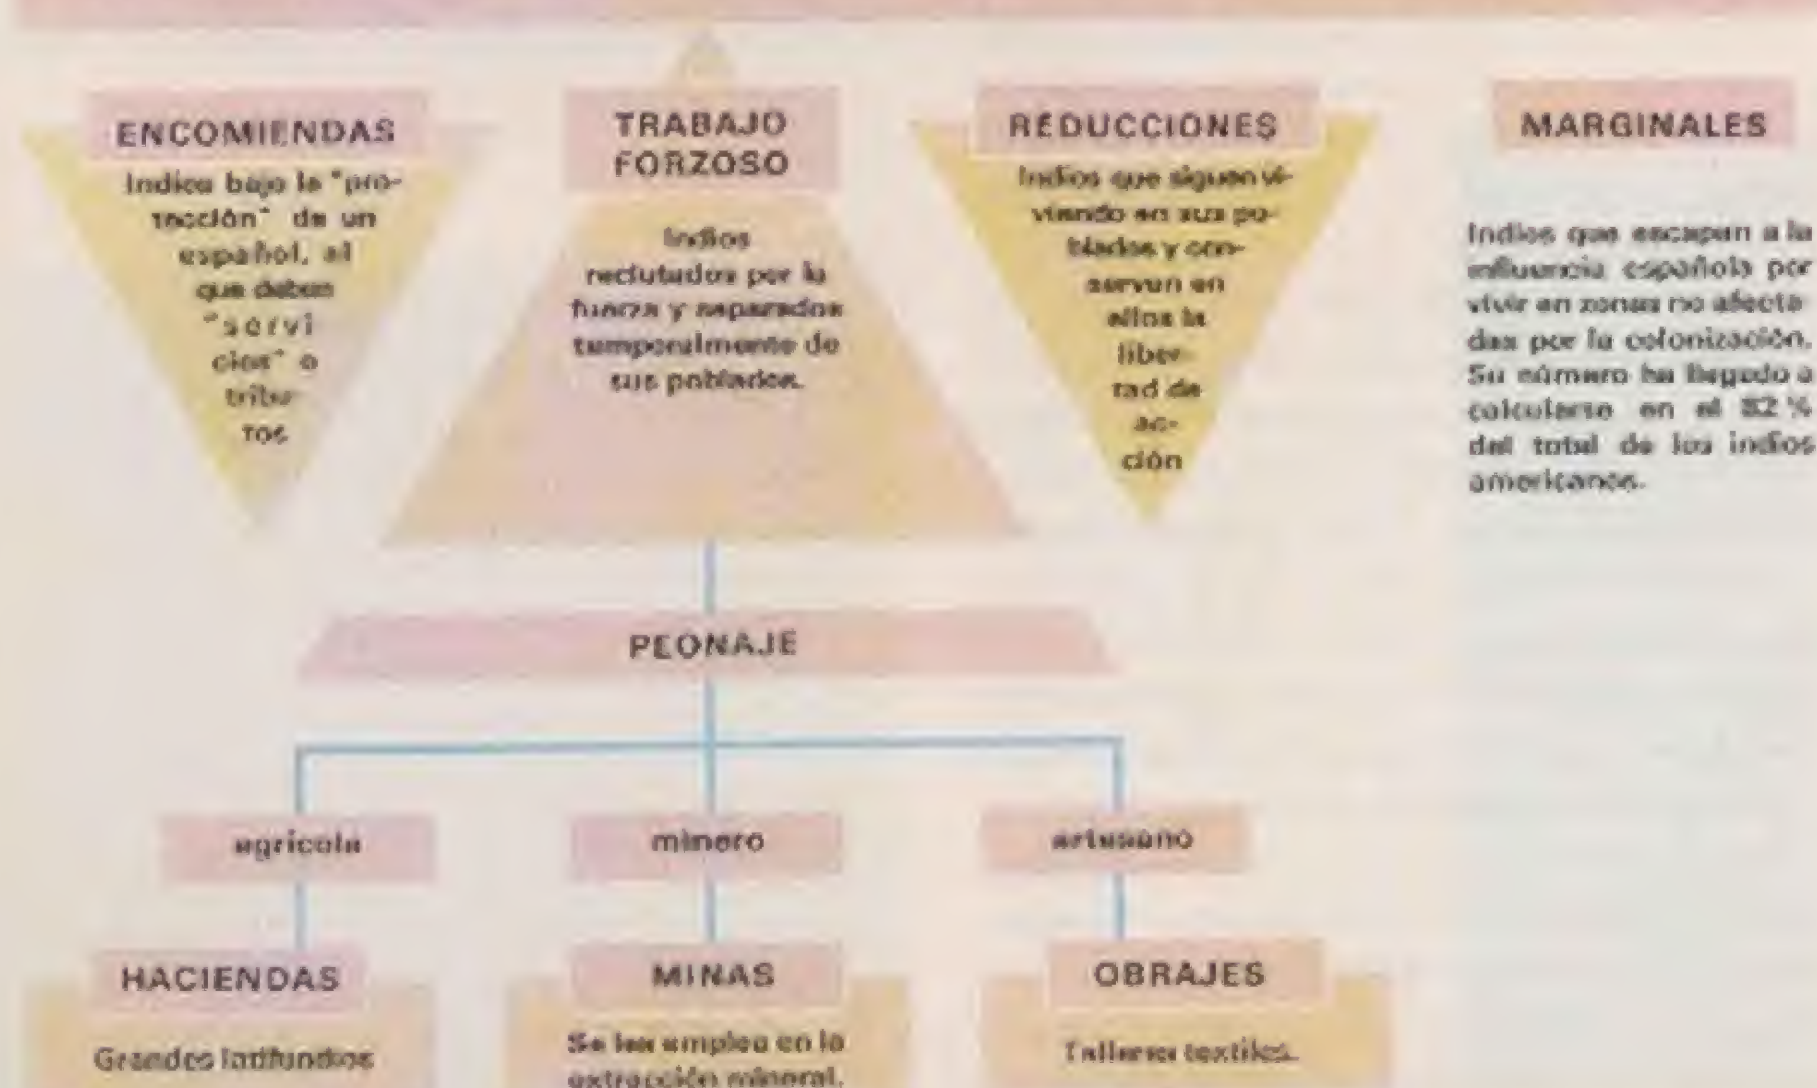 ENCOMIENDAS
Indios bajo la "pro-
tección" de un
español, al
que deben
"servi
cios" o
tribu-
tos
TRABAJO
FORZOSO
Indios
reclutados por la
fuerza y separados
temporalmente de
sus poblados.
REDUCCIONES
Indios que siguen vi-
viendo en sus po-
blados y con-
servan en
ellos la
liber-
tad de
ac-
ción
MARGINALES
Indios que escapan a la
influencia española por
vivir en zonas no afecta-
das por la colonización.
Su número ha llegado a
calcularse en el %
del total de los indios
americanos.
PEONAJE
agrícola
minero
artesano
HACIENDAS
Grandes latifundios
MINAS
Se les emplea en la
extracción mineral.
OBRAJES
Talleres textiles.